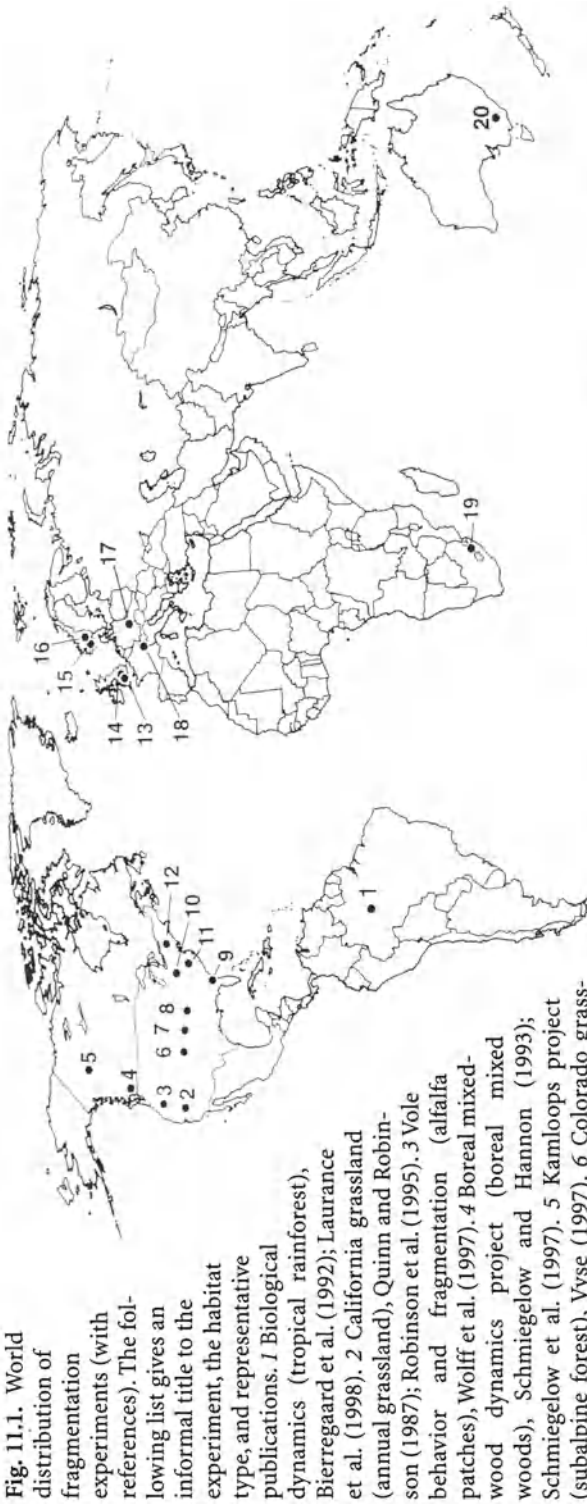 Fig. 11.1. World
distribution of
fragmentation
experiments (with
references). The fol-
lowing list gives an
informal title to the
experiment, the habitat
type, and representative
publications. 1 Biological
dynamics (tropical rainforest),
Bierregaard et al. (1992); Laurance
et al. (1998). 2 California grassland
(annual grassland), Quinn and Robin-
son (1987); Robinson et al. (1995). 3 Vole
behavior and fragmentation (alfalfa
patches), Wolff et al. (1997). 4 Boreal mixed-
wood dynamics project (boreal mixed
woods), Schmiegelow and Hannon (1993);
Schmiegelow et al. (1997). 5 Kamloops project
(subalpine forest), Vyse (1997). 6 Colorado grass-
5
4
3
2
6
7
8
12
10
11
9
1
16
15
14
13
17
18
19
20